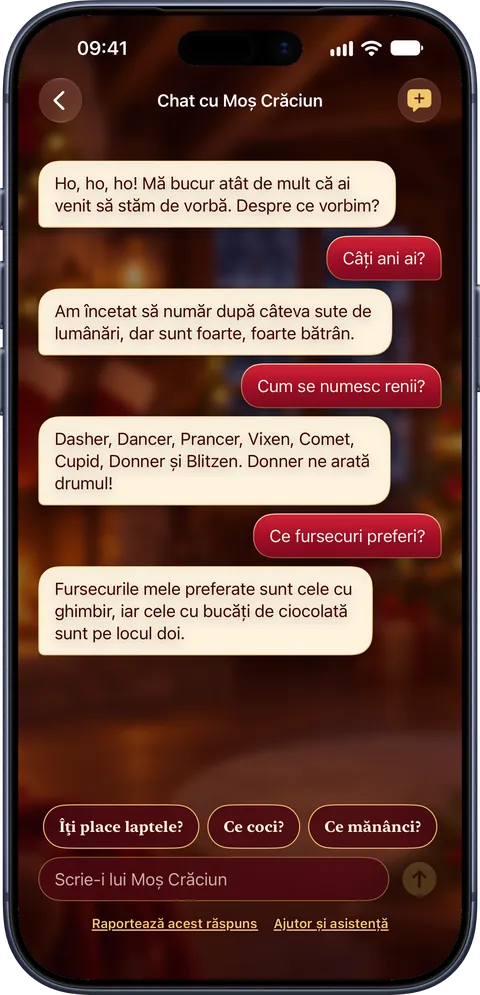 09:41
Chat cu Moș Crăciun
Ho, ho, ho! Mă bucur atât de mult că ai
venit să stăm de vorbă. Despre ce vorbim?
Câți ani ai?
Am încetat să număr după câteva sute de
lumânări, dar sunt foarte, foarte bătrân.
Cum se numesc renii?
Dasher, Dancer, Prancer, Vixen, Comet,
Cupid, Donner și Blitzen. Donner ne arată
drumul!
Ce fursecuri preferi?
Fursecurile mele preferate sunt cele cu
ghimbir, iar cele cu bucăți de ciocolată
sunt pe locul doi.
Îți place laptele? Ce coci? Ce mănânci?
Scrie-i lui Moș Crăciun
Raportează acest răspuns Ajutor și asistență